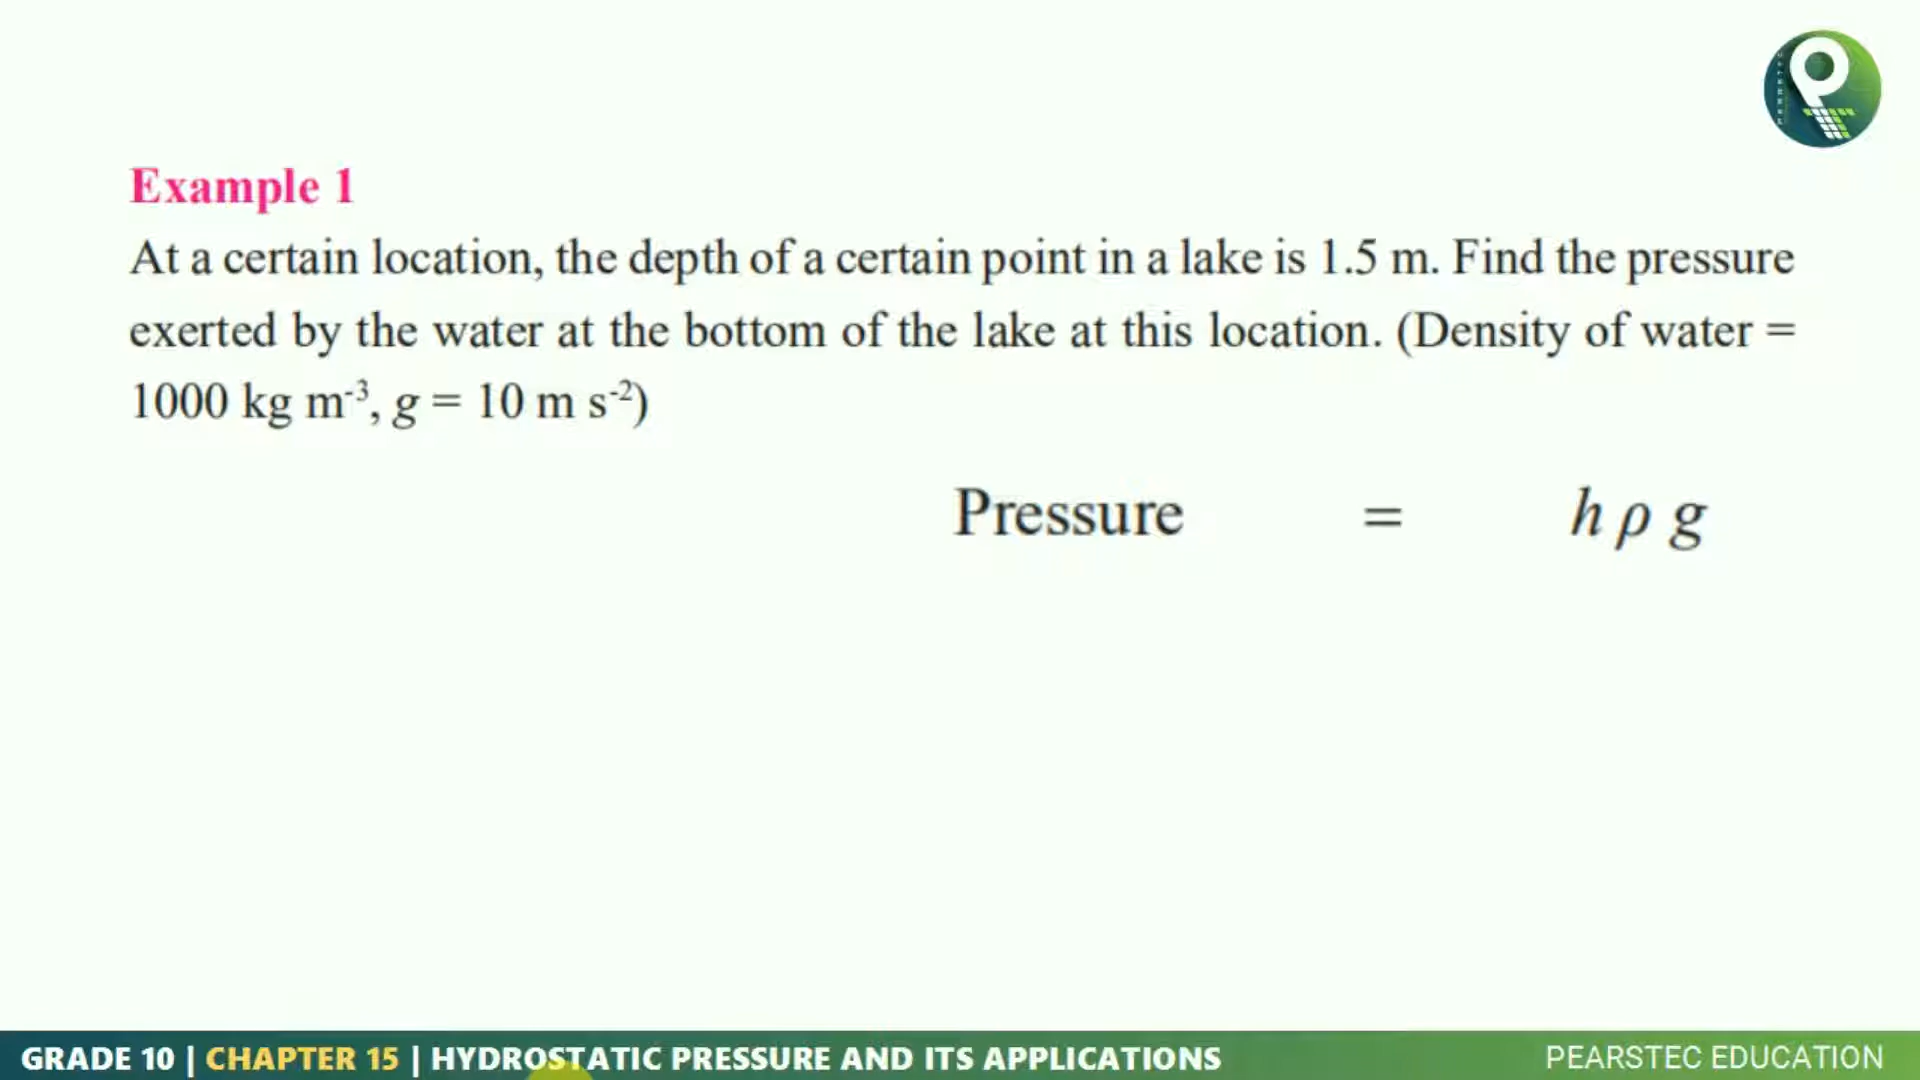 Example 1
At a certain location, the depth of a certain point in a lake is 1.5 m. Find the pressure
exerted by the water at the bottom of the lake at this location. (Density of water =
1000 kg m⁻³, g = 10 m s⁻²)
Pressure = h ρ g
GRADE 10 | CHAPTER 15 | HYDROSTATIC PRESSURE AND ITS APPLICATIONS
PEARSTEC EDUCATION